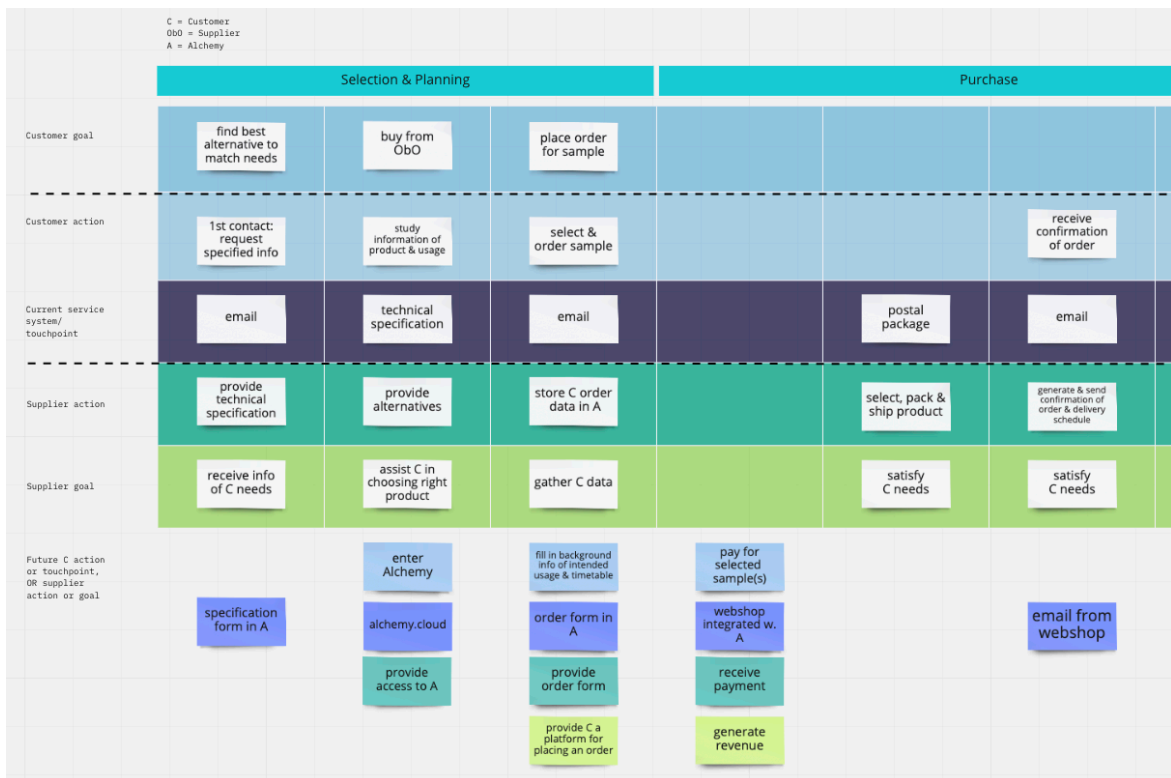 C = Customer
ObO = Supplier
A = Alchemy
Selection & Planning
Purchase
Customer goal
find best
alternative to
match needs
buy from
ObO
place order
for sample
Customer action
1st contact:
request
specified info
study
information of
product & usage
select &
order sample
receive
confirmation
of order
Current service
system/
touchpoint
email
technical
specification
email
postal
package
email
Supplier action
provide
technical
specification
provide
alternatives
store C order
data in A
select, pack &
ship product
generate & send
confirmation of
order & delivery
schedule
Supplier goal
receive info
of C needs
assist C in
choosing right
product
gather C data
satisfy
C needs
satisfy
C needs
Future C action
or touchpoint,
OR supplier
action or goal
enter
Alchemy
fill in background
info of intended
usage & timetable
pay for
selected
sample(s)
specification
form in A
alchemy.cloud
order form in
A
webshop
integrated w.
A
email from
webshop
provide
access to A
provide
order form
receive
payment
provide C a
platform for
placing an order
generate
revenue